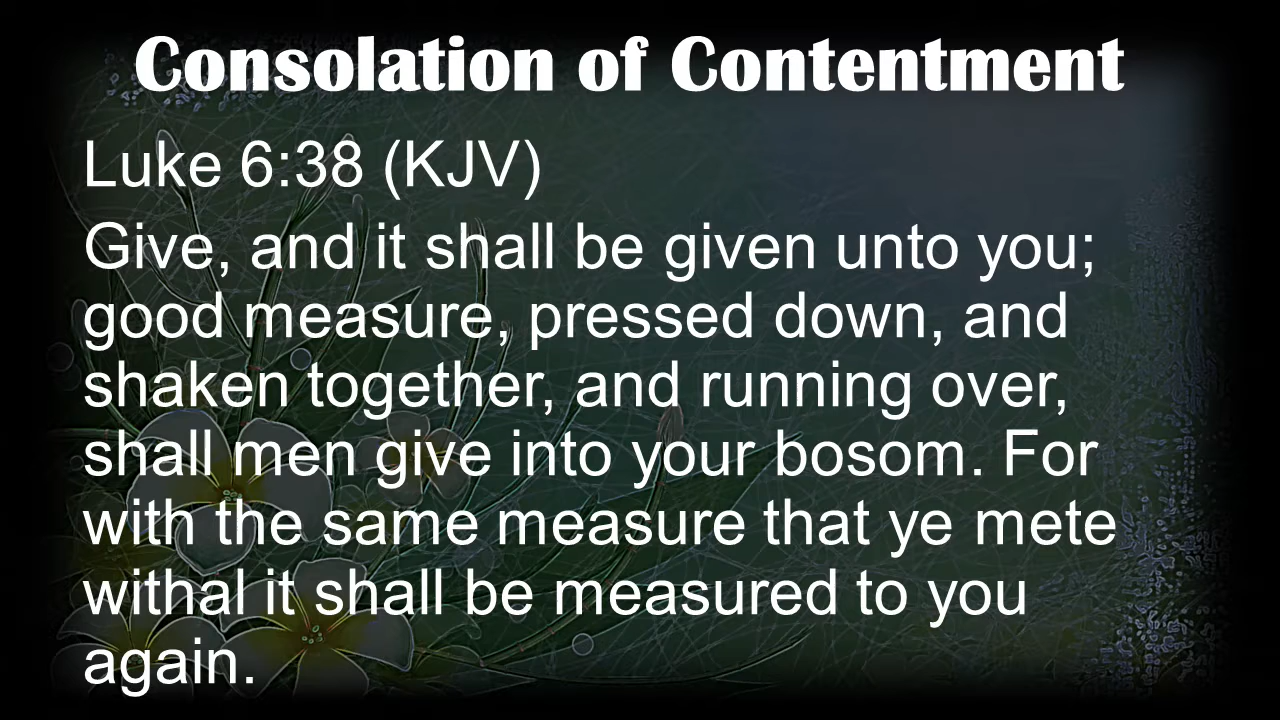 Consolation of Contentment
Luke 6:38 (KJV)
Give, and it shall be given unto you;
good measure, pressed down, and
shaken together, and running over,
shall men give into your bosom. For
with the same measure that ye mete
withal it shall be measured to you
again.